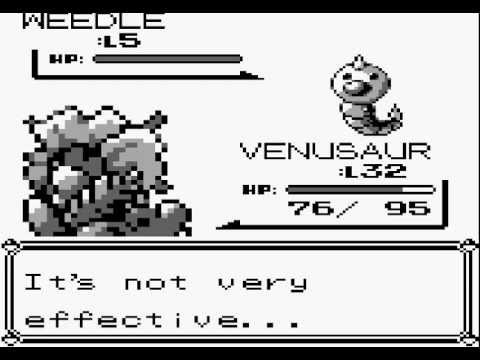 WEEDLE
:L5
HP:
VENUSAUR
:L32
HP:
76/ 95
It's not very
effective...